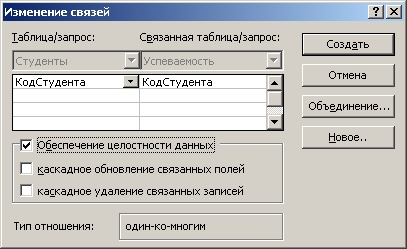 Изменение связей
Таблица/запрос: Связанная таблица/запрос:
Студенты Успеваемость
КодСтудента КодСтудента
Обеспечение целостности данных
каскадное обновление связанных полей
каскадное удаление связанных записей
Тип отношения: один-ко-многим
Создать
Отмена
Объединение...
Новое..